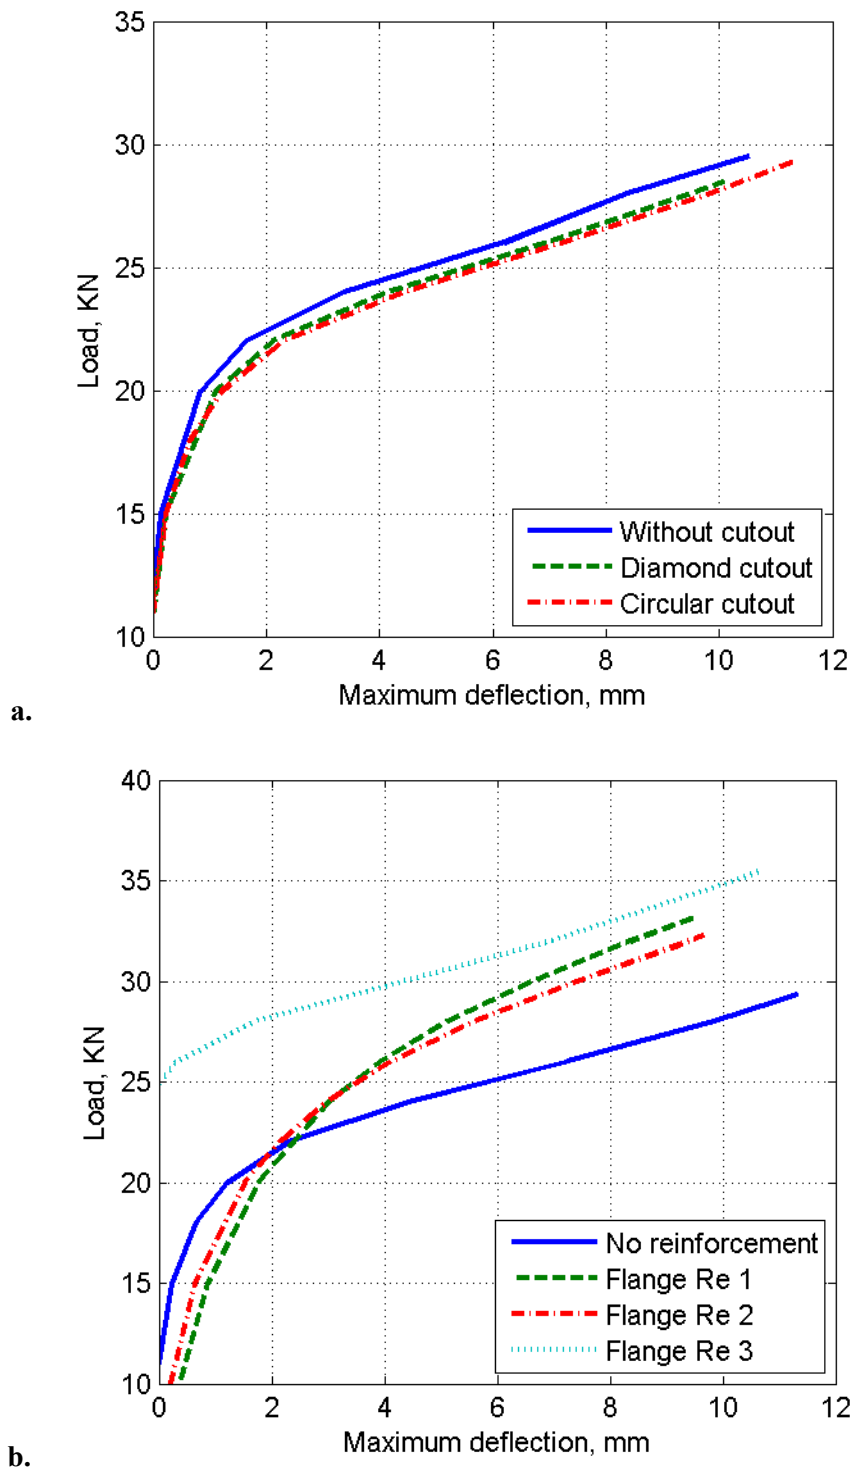 35
30
25
20
15
10
Load, KN
0 2 4 6 8 10 12
Maximum deflection, mm
Without cutout
Diamond cutout
Circular cutout
a.
40
35
30
25
20
15
10
Load, KN
0 2 4 6 8 10 12
Maximum deflection, mm
No reinforcement
Flange Re 1
Flange Re 2
Flange Re 3
b.